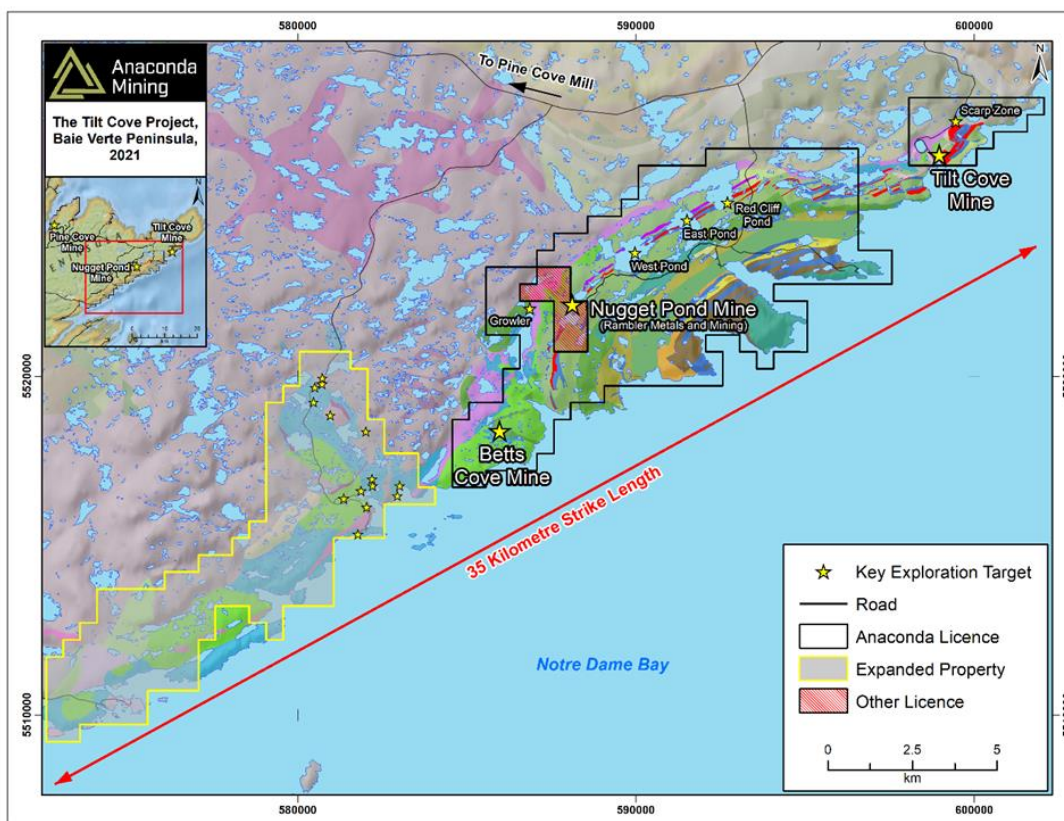 580000
590000
600000
Anaconda
Mining
The Tilt Cove Project,
Baie Verte Peninsula,
2021
N
Pine Cove
Mine
Tilt Cove
Mine
Nugget Pond
Mine
To Pine Cove Mill
N
Scarp Zone
Tilt Cove
Mine
Red Cliff
Pond
East Pond
West Pond
Growler
Nugget Pond Mine
(Rambler Metals and Mining)
Betts
Cove Mine
35 Kilometre Strike Length
Notre Dame Bay
5520000
5520000
5510000
Key Exploration Target
Road
Anaconda Licence
Expanded Property
Other Licence
0
2.5
5
km
580000
590000
600000